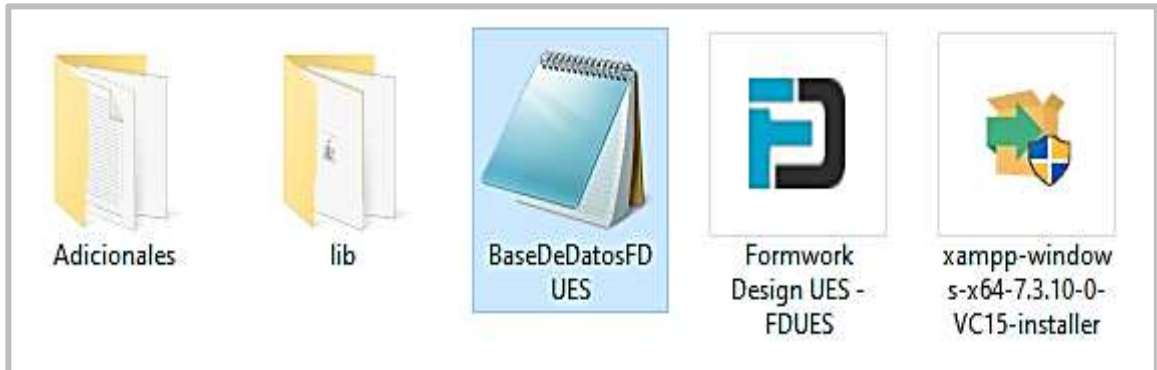 Adicionales
lib
BaseDeDatosFD
UES
Formwork
Design UES -
FDUES
xampp-window
s-x64-7.3.10-0-
VC15-installer